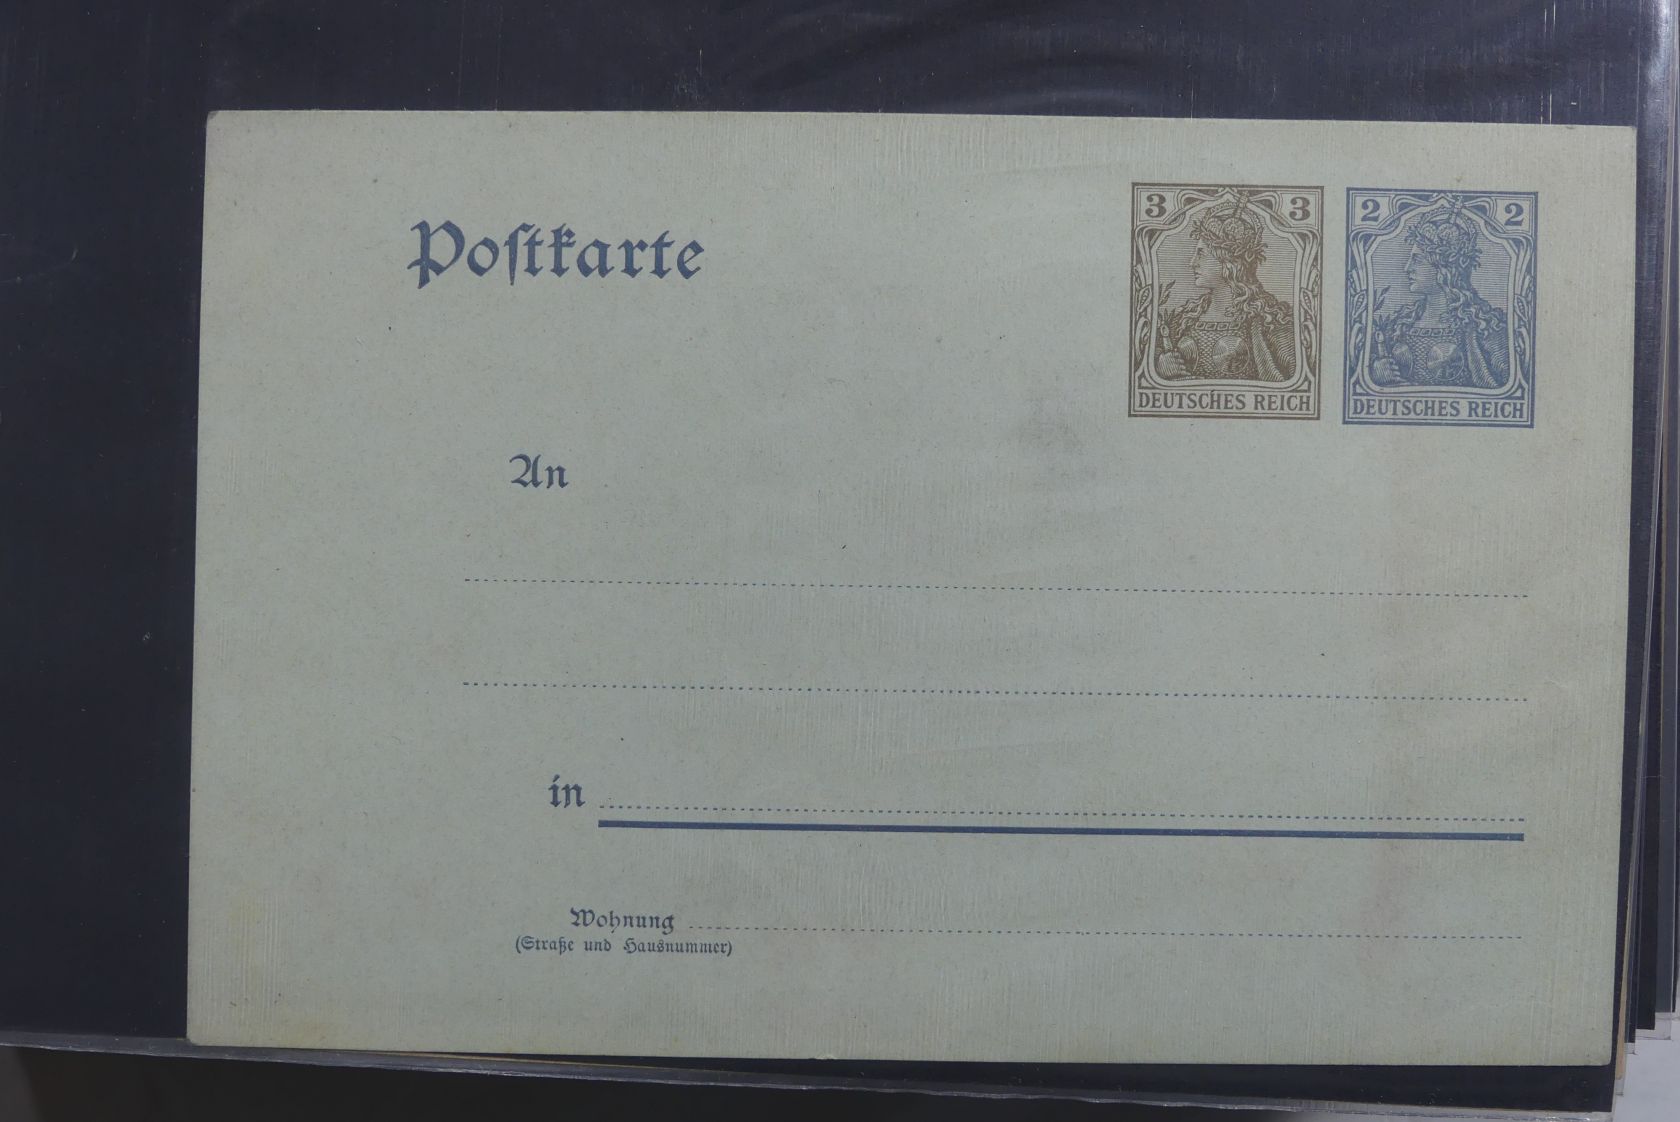 Poſtkarte
3 3
DEUTSCHES REICH
2 2
DEUTSCHES REICH
An
in
Wohnung
(Straße und Hausnummer)